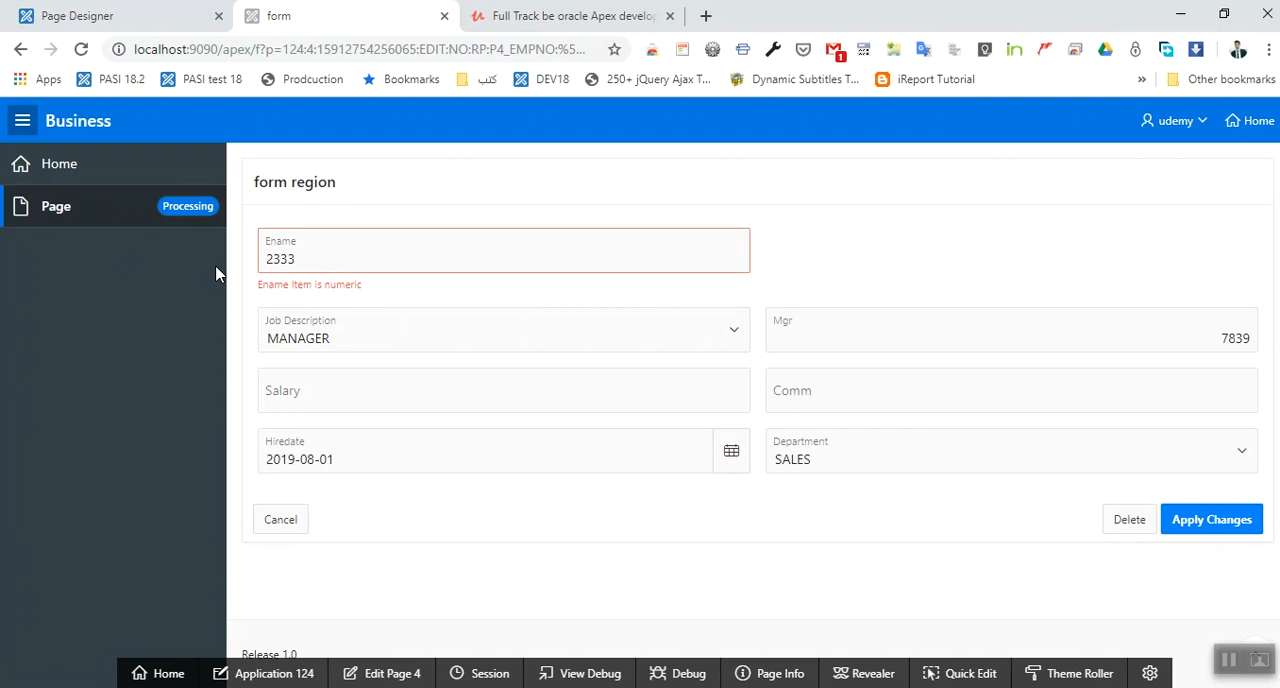 Page Designer
form
Full Track be oracle Apex develop
localhost:9090/apex/f?p=124:4:15912754256065:EDIT:NO:RP:P4_EMPNO:%5...
1
Apps
PASI 18.2
PASI test 18
Prodcution
Bookmarks
كتب
DEV18
250+ jQuery Ajax T...
Dynamic Subtitles T...
iReport Tutorial
»
Other bookmarks
Business
udemy
Home
Home
Page
Processing
form region
Ename
2333
Ename Item is numeric
Job Description
MANAGER
Mgr
7839
Salary
Comm
Hiredate
2019-08-01
Department
SALES
Cancel
Delete
Apply Changes
Release 1.0
Home
Application 124
Edit Page 4
Session
View Debug
Debug
Page Info
Revealer
Quick Edit
Theme Roller